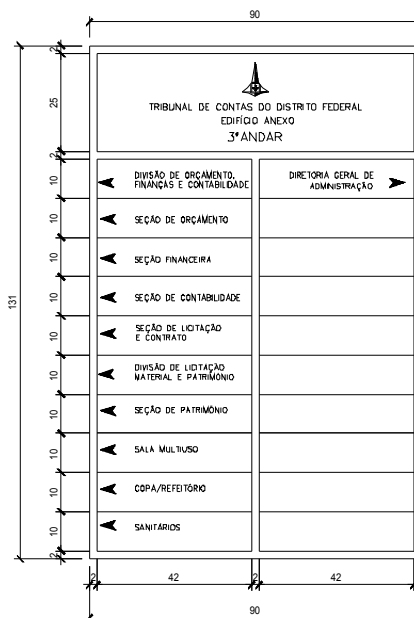 90
2
25
TRIBUNAL DE CONTAS DO DISTRITO FEDERAL
EDIFÍCIO ANEXO
3º ANDAR
2
10
DIVISÃO DE ORÇAMENTO,
FINANÇAS E CONTABILIDADE
DIRETORIA GERAL DE
ADMINISTRAÇÃO
10
SEÇÃO DE ORÇAMENTO
10
SEÇÃO FINANCEIRA
131
10
SEÇÃO DE CONTABILIDADE
10
SEÇÃO DE LICITAÇÃO
E CONTRATO
10
DIVISÃO DE LICITAÇÃO
MATERIAL E PATRIMÔNIO
10
SEÇÃO DE PATRIMÔNIO
10
SALA MULTIUSO
10
COPA/REFEITÓRIO
10
SANITÁRIOS
2
2 42 2 42
90